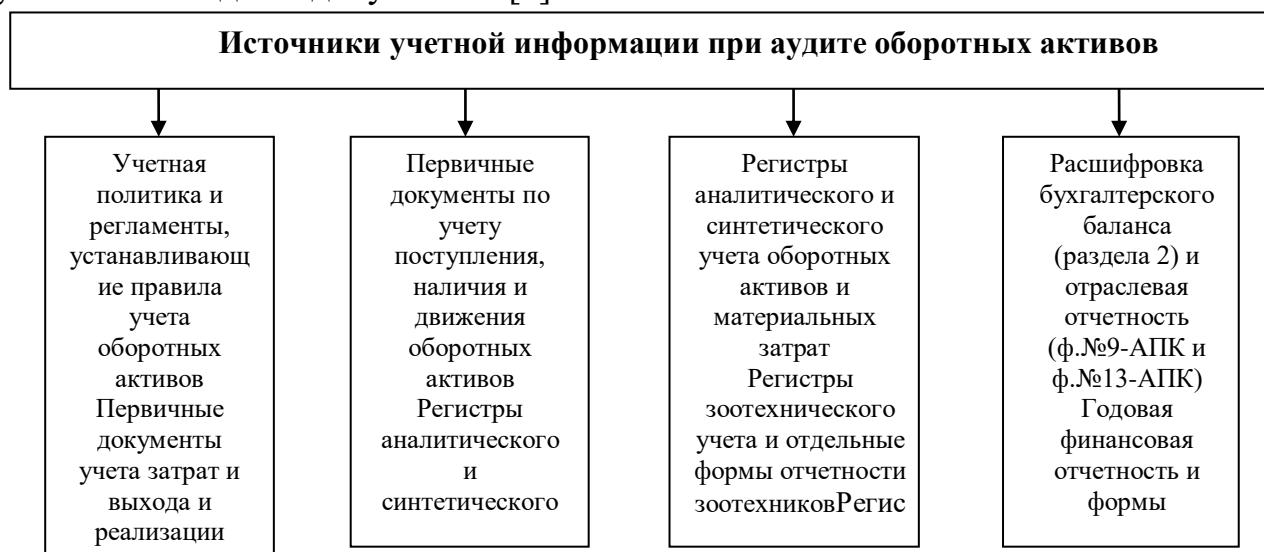 Источники учетной информации при аудите оборотных активов
Учетная
политика и
регламенты,
устанавливающ
ие правила
учета
оборотных
активов
Первичные
документы
учета затрат и
выхода и
реализации
Первичные
документы по
учету
поступления,
наличия и
движения
оборотных
активов
Регистры
аналитического
и
синтетического
Регистры
аналитического и
синтетического
учета оборотных
активов и
материальных
затрат
Регистры
зоотехнического
учета и отдельные
формы отчетности
зоотехниковРегис
Расшифровка
бухгалтерского
баланса
(раздела 2) и
отраслевая
отчетность
(ф.№9-АПК и
ф.№13-АПК)
Годовая
финансовая
отчетность и
формы